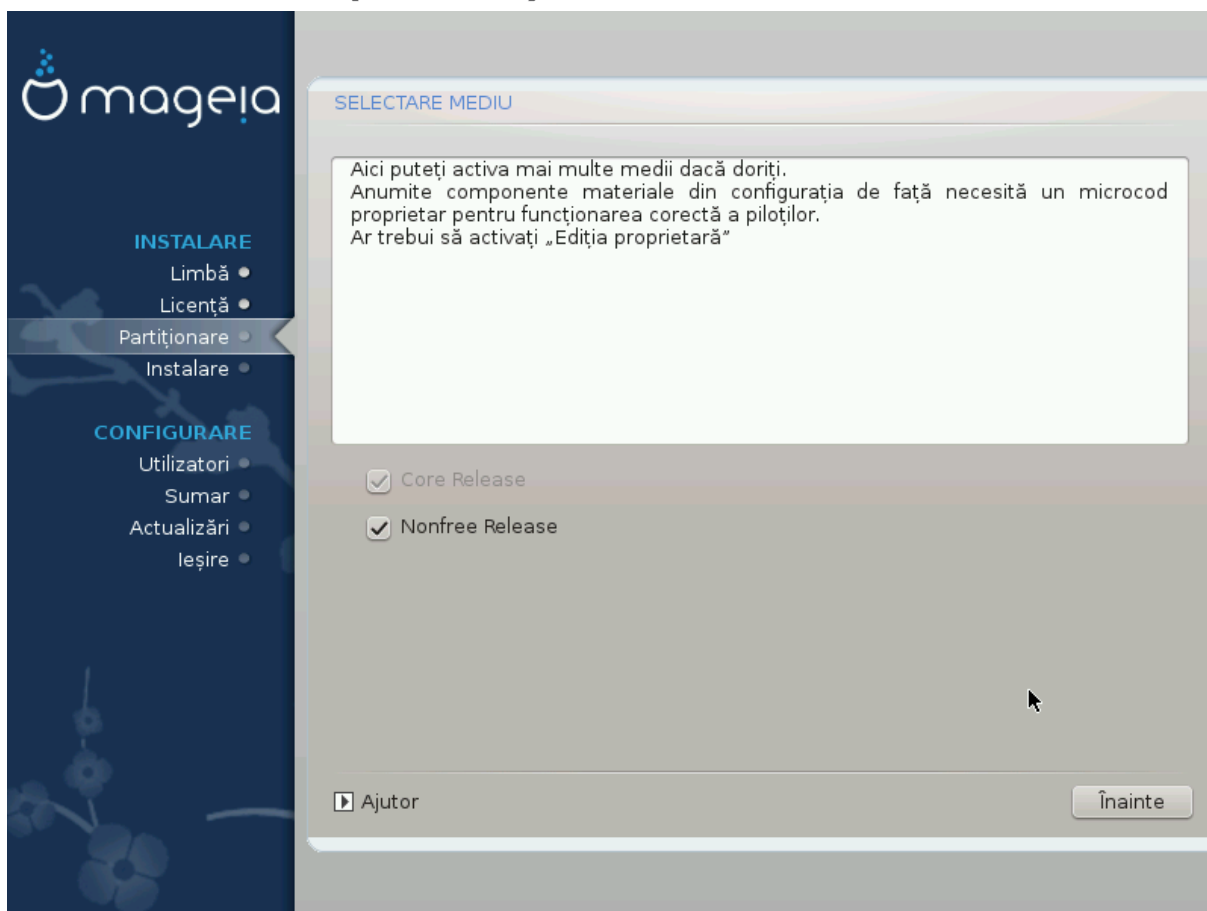 mageia
SELECTARE MEDIU
Aici puteți activa mai multe medii dacă doriți.
Anumite componente materiale din configurația de față necesită un microcod
proprietar pentru funcționarea corectă a piloților.
Ar trebui să activați „Ediția proprietară”
INSTALARE
Limbă
Licență
Partiționare
Instalare
CONFIGURARE
Utilizatori
Sumar
Actualizări
Ieșire
Core Release
Nonfree Release
Ajutor
Înainte